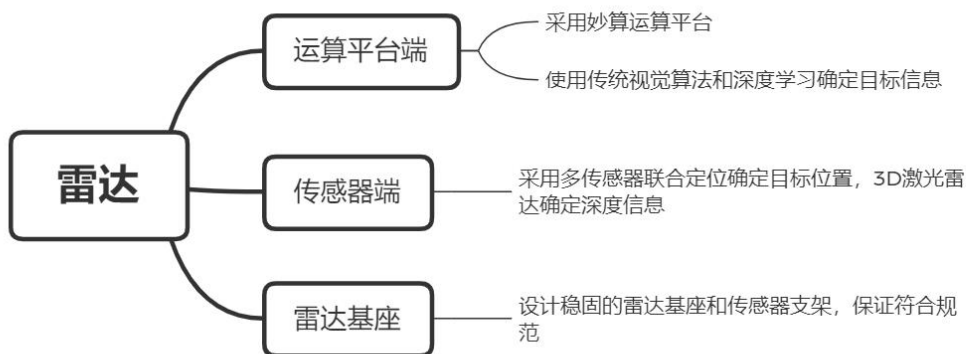 雷达
运算平台端
采用妙算运算平台
使用传统视觉算法和深度学习确定目标信息
传感器端
采用多传感器联合定位确定目标位置，3D激光雷
达确定深度信息
雷达基座
设计稳固的雷达基座和传感器支架，保证符合规
范